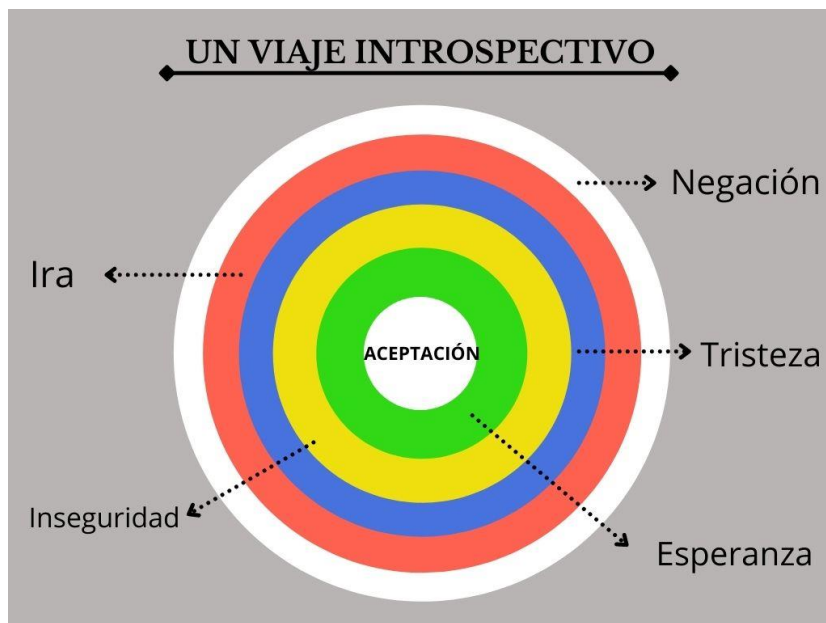 UN VIAJE INTROSPECTIVO
Negación
Ira
ACEPTACIÓN
Tristeza
Inseguridad
Esperanza